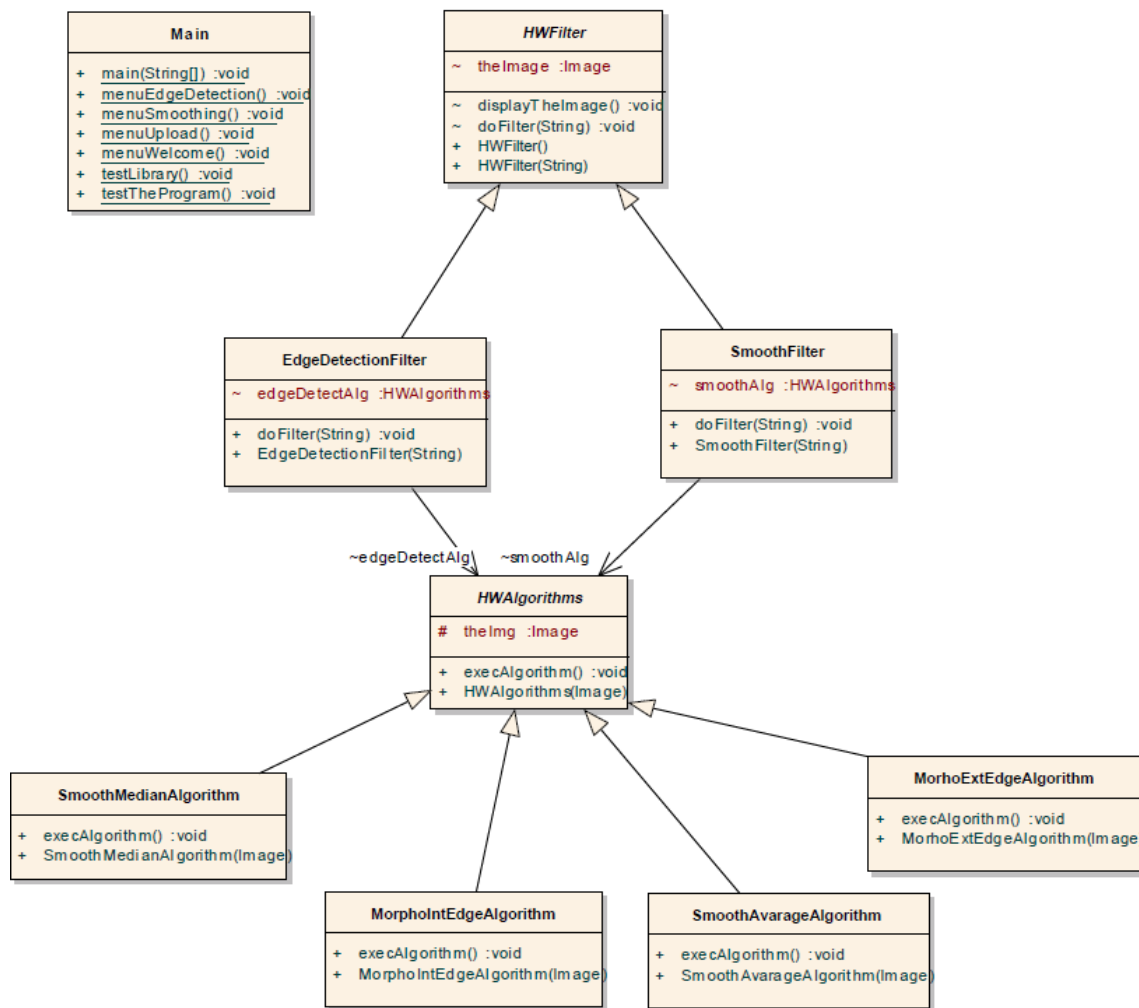 Main
+ main(String[]) :void
+ menuEdgeDetection() :void
+ menuSmoothing() :void
+ menuUpload() :void
+ menuWelcome() :void
+ testLibrary() :void
+ testTheProgram() :void
HWFilter
~ theImage :Image
~ displayTheImage() :void
~ doFilter(String) :void
+ HWFilter()
+ HWFilter(String)
EdgeDetectionFilter
~ edgeDetectAlg :HWAlgorithms
+ doFilter(String) :void
+ EdgeDetectionFilter(String)
SmoothFilter
~ smoothAlg :HWAlgorithms
+ doFilter(String) :void
+ SmoothFilter(String)
~edgeDetectAlg
~smoothAlg
HWAlgorithms
# theImg :Image
+ execAlgorithm() :void
+ HWAlgorithms(Image)
SmoothMedianAlgorithm
+ execAlgorithm() :void
+ SmoothMedianAlgorithm(Image)
MorphoIntEdgeAlgorithm
+ execAlgorithm() :void
+ MorphoIntEdgeAlgorithm(Image)
SmoothAvarageAlgorithm
+ execAlgorithm() :void
+ SmoothAvarageAlgorithm(Image)
MorhoExtEdgeAlgorithm
+ execAlgorithm() :void
+ MorhoExtEdgeAlgorithm(Image